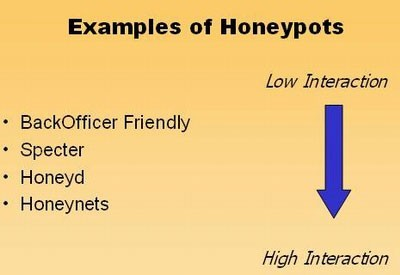 Examples of Honeypots
Low Interaction
• BackOfficer Friendly
• Specter
• Honeyd
• Honeynets
High Interaction